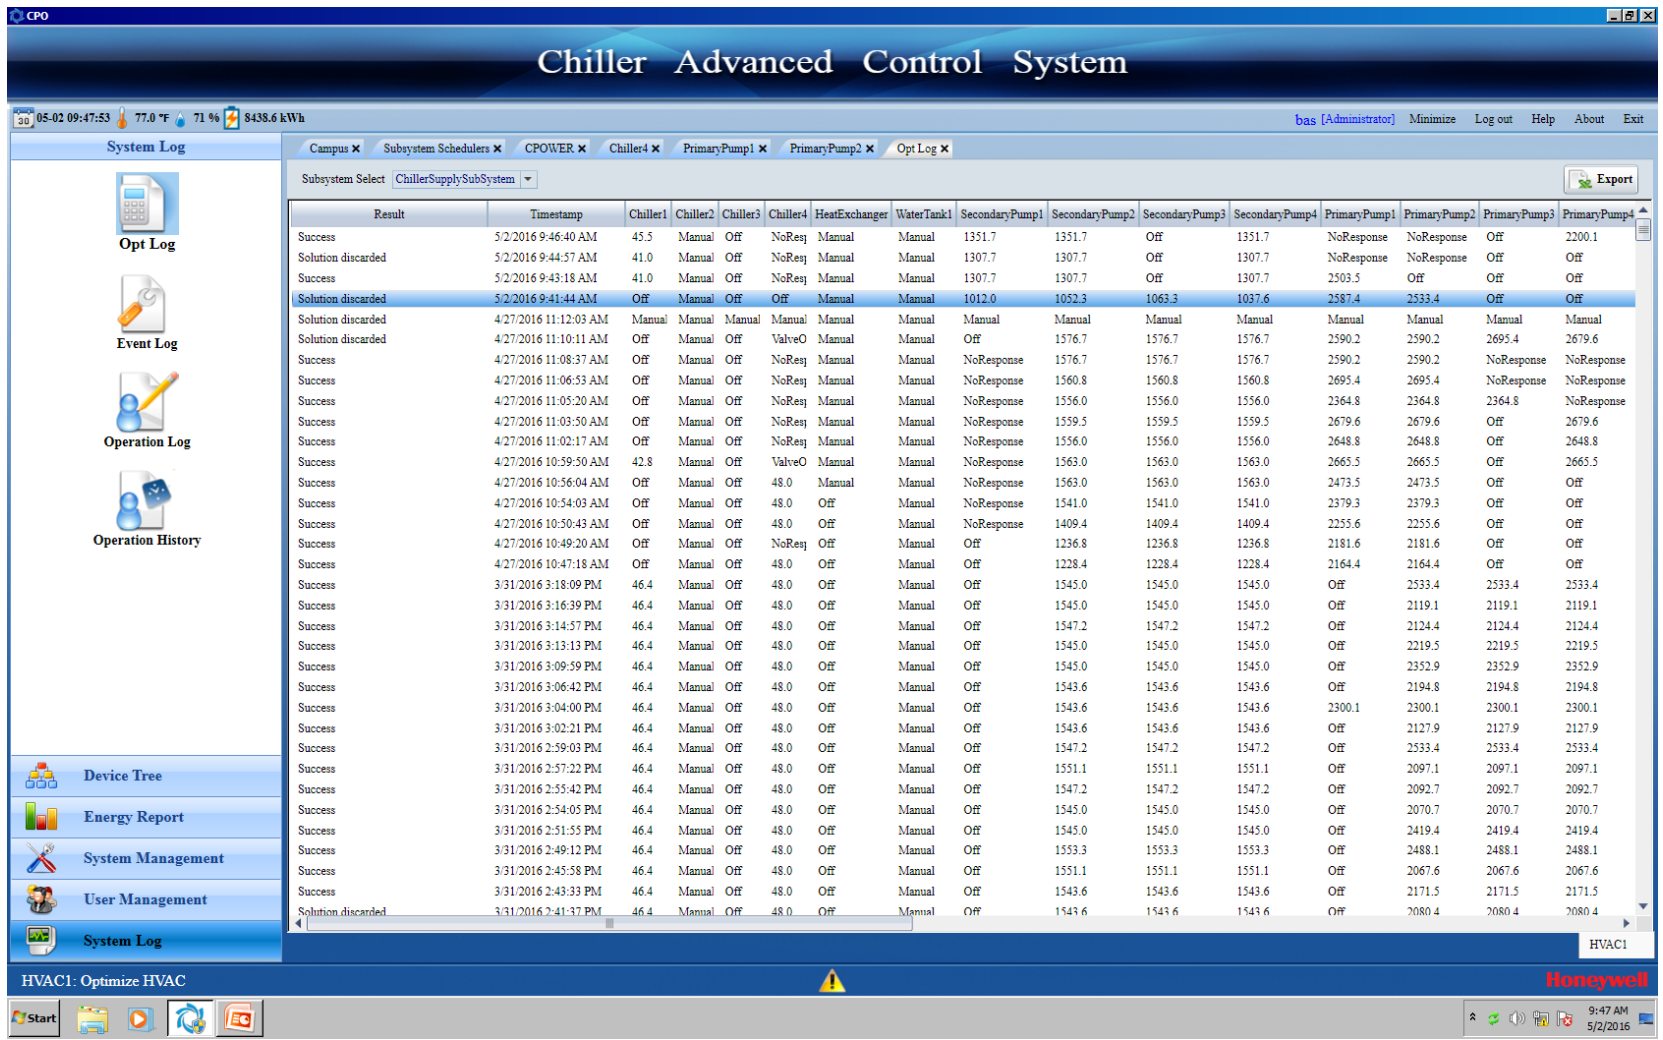 CPO
Chiller Advanced Control System
05-02 09:47:53 77.0 °F 71 % 8438.6 kWh
bas [Administrator] Minimize Log out Help About Exit
System Log
Campus Subsystem Schedulers CPOWER Chiller4 PrimaryPump1 PrimaryPump2 Opt Log
Subsystem Select ChillerSupplySubSystem
Export
Opt Log
Event Log
Operation Log
Operation History
Device Tree
Energy Report
System Management
User Management
System Log
Result Timestamp Chiller1 Chiller2 Chiller3 Chiller4 HeatExchanger WaterTank1 SecondaryPump1 SecondaryPump2 SecondaryPump3 SecondaryPump4 PrimaryPump1 PrimaryPump2 PrimaryPump3 PrimaryPump4
Success 5/2/2016 9:46:40 AM 45.5 Manual Off NoResp Manual Manual 1351.7 1351.7 Off 1351.7 NoResponse NoResponse Off 2200.1
Solution discarded 5/2/2016 9:44:57 AM 41.0 Manual Off NoResp Manual Manual 1307.7 1307.7 Off 1307.7 NoResponse NoResponse Off Off
Success 5/2/2016 9:43:18 AM 41.0 Manual Off NoResp Manual Manual 1307.7 1307.7 Off 1307.7 2503.5 Off Off Off
Solution discarded 5/2/2016 9:41:44 AM Off Manual Off Off Manual Manual 1012.0 1052.3 1063.3 1037.6 2587.4 2533.4 Off Off
Solution discarded 4/27/2016 11:12:03 AM Manual Manual Manual Manual Manual Manual Manual Manual Manual Manual Manual Manual Manual Manual
Solution discarded 4/27/2016 11:10:11 AM Off Manual Off ValveO Manual Manual Off 1576.7 1576.7 1576.7 2590.2 2590.2 2695.4 2679.6
Success 4/27/2016 11:08:37 AM Off Manual Off NoResp Manual Manual NoResponse 1576.7 1576.7 1576.7 2590.2 2590.2 NoResponse NoResponse
Success 4/27/2016 11:06:53 AM Off Manual Off NoResp Manual Manual NoResponse 1560.8 1560.8 1560.8 2695.4 2695.4 NoResponse NoResponse
Success 4/27/2016 11:05:20 AM Off Manual Off NoResp Manual Manual NoResponse 1556.0 1556.0 1556.0 2364.8 2364.8 2364.8 NoResponse
Success 4/27/2016 11:03:50 AM Off Manual Off NoResp Manual Manual NoResponse 1559.5 1559.5 1559.5 2679.6 2679.6 Off 2679.6
Success 4/27/2016 11:02:17 AM Off Manual Off NoResp Manual Manual NoResponse 1556.0 1556.0 1556.0 2648.8 2648.8 Off 2648.8
Success 4/27/2016 10:59:50 AM 42.8 Manual Off ValveO Manual Manual NoResponse 1563.0 1563.0 1563.0 2665.5 2665.5 Off 2665.5
Success 4/27/2016 10:56:04 AM Off Manual Off 48.0 Manual Manual NoResponse 1563.0 1563.0 1563.0 2473.5 2473.5 Off Off
Success 4/27/2016 10:54:03 AM Off Manual Off 48.0 Off Manual NoResponse 1541.0 1541.0 1541.0 2379.3 2379.3 Off Off
Success 4/27/2016 10:50:43 AM Off Manual Off 48.0 Off Manual NoResponse 1409.4 1409.4 1409.4 2255.6 2255.6 Off Off
Success 4/27/2016 10:49:20 AM Off Manual Off NoResp Off Manual Off 1236.8 1236.8 1236.8 2181.6 2181.6 Off Off
Success 4/27/2016 10:47:18 AM Off Manual Off 48.0 Off Manual Off 1228.4 1228.4 1228.4 2164.4 2164.4 Off Off
Success 3/31/2016 3:18:09 PM 46.4 Manual Off 48.0 Off Manual Off 1545.0 1545.0 1545.0 Off 2533.4 2533.4 2533.4
Success 3/31/2016 3:16:39 PM 46.4 Manual Off 48.0 Off Manual Off 1545.0 1545.0 1545.0 Off 2119.1 2119.1 2119.1
Success 3/31/2016 3:14:57 PM 46.4 Manual Off 48.0 Off Manual Off 1547.2 1547.2 1547.2 Off 2124.4 2124.4 2124.4
Success 3/31/2016 3:13:13 PM 46.4 Manual Off 48.0 Off Manual Off 1545.0 1545.0 1545.0 Off 2219.5 2219.5 2219.5
Success 3/31/2016 3:09:59 PM 46.4 Manual Off 48.0 Off Manual Off 1545.0 1545.0 1545.0 Off 2352.9 2352.9 2352.9
Success 3/31/2016 3:06:42 PM 46.4 Manual Off 48.0 Off Manual Off 1543.6 1543.6 1543.6 Off 2194.8 2194.8 2194.8
Success 3/31/2016 3:04:00 PM 46.4 Manual Off 48.0 Off Manual Off 1543.6 1543.6 1543.6 2300.1 2300.1 2300.1 2300.1
Success 3/31/2016 3:02:21 PM 46.4 Manual Off 48.0 Off Manual Off 1543.6 1543.6 1543.6 Off 2127.9 2127.9 2127.9
Success 3/31/2016 2:59:03 PM 46.4 Manual Off 48.0 Off Manual Off 1547.2 1547.2 1547.2 Off 2533.4 2533.4 2533.4
Success 3/31/2016 2:57:22 PM 46.4 Manual Off 48.0 Off Manual Off 1551.1 1551.1 1551.1 Off 2097.1 2097.1 2097.1
Success 3/31/2016 2:55:42 PM 46.4 Manual Off 48.0 Off Manual Off 1547.2 1547.2 1547.2 Off 2092.7 2092.7 2092.7
Success 3/31/2016 2:54:05 PM 46.4 Manual Off 48.0 Off Manual Off 1545.0 1545.0 1545.0 Off 2070.7 2070.7 2070.7
Success 3/31/2016 2:51:55 PM 46.4 Manual Off 48.0 Off Manual Off 1545.0 1545.0 1545.0 Off 2419.4 2419.4 2419.4
Success 3/31/2016 2:49:12 PM 46.4 Manual Off 48.0 Off Manual Off 1553.3 1553.3 1553.3 Off 2488.1 2488.1 2488.1
Success 3/31/2016 2:45:58 PM 46.4 Manual Off 48.0 Off Manual Off 1551.1 1551.1 1551.1 Off 2067.6 2067.6 2067.6
Success 3/31/2016 2:43:33 PM 46.4 Manual Off 48.0 Off Manual Off 1543.6 1543.6 1543.6 Off 2171.5 2171.5 2171.5
Solution discarded 3/31/2016 2:41:37 PM 46.4 Manual Off 48.0 Off Manual Off 1543.6 1543.6 1543.6 Off 2080.4 2080.4 2080.4
HVAC1
HVAC1: Optimize HVAC
Honeywell
Start
9:47 AM
5/2/2016